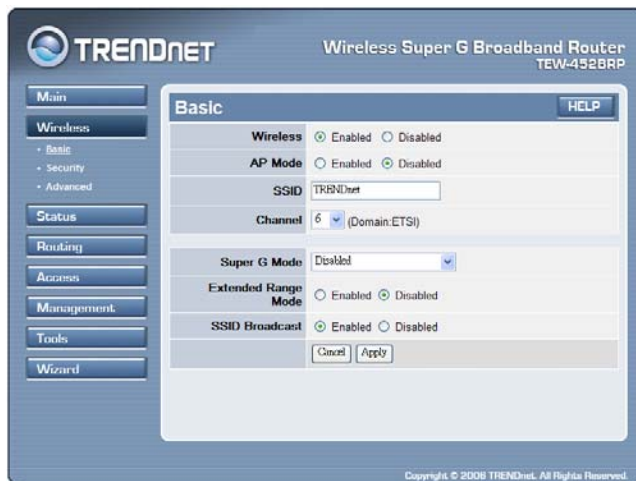 TRENDNET
Wireless Super G Broadband Router
TEW-452BRP
Main
Wireless
Basic
Security
Advanced
Status
Routing
Access
Management
Tools
Wizard
Basic
HELP
Wireless Enabled Disabled
AP Mode Enabled Disabled
SSID TRENDnet
Channel 6 (Domain:ETSI)
Super G Mode Disabled
Extended Range
Mode Enabled Disabled
SSID Broadcast Enabled Disabled
Cancel Apply
Copyright © 2006 TRENDnet. All Rights Reserved.